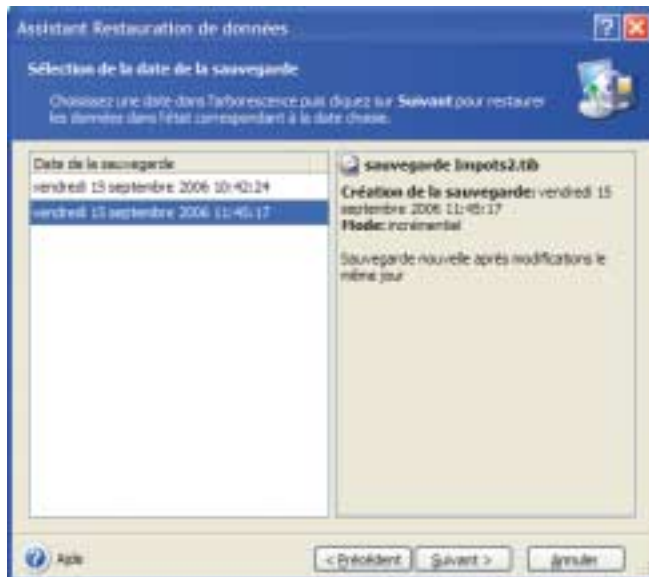 Assistant Restauration de données
Sélection de la date de la sauvegarde
Choisissez une date dans l'arborescence puis cliquez sur Suivant pour restaurer
les données dans l'état correspondant à la date choisie.
Date de la sauvegarde
vendredi 15 septembre 2006 10:42:24
vendredi 15 septembre 2006 11:45:17
sauvegarde Impots2.tib
Création de la sauvegarde: vendredi 15
septembre 2006 11:45:17
Mode: incrémentiel
Sauvegarde nouvelle après modifications le
même jour
Aide
< Précédent
Suivant >
Annuler